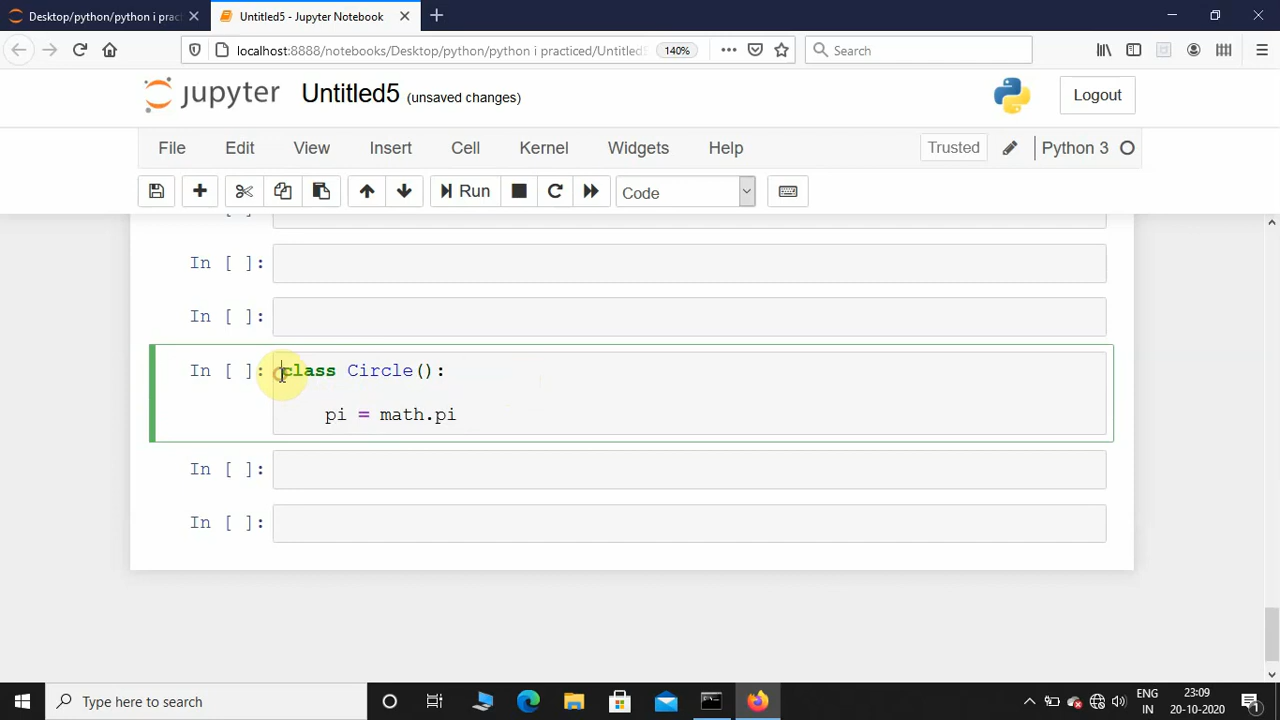 Desktop/python/python i prac
Untitled5 - Jupyter Notebook
localhost:8888/notebooks/Desktop/python/python i practiced/Untitled5
140%
Search
jupyter
Untitled5 (unsaved changes)
Logout
File Edit View Insert Cell Kernel Widgets Help
Trusted
Python 3
Run
Code
In [ ]:
In [ ]:
In [ ]: class Circle():
pi = math.pi
In [ ]:
In [ ]:
Type here to search
ENG
IN
23:09
20-10-2020
1